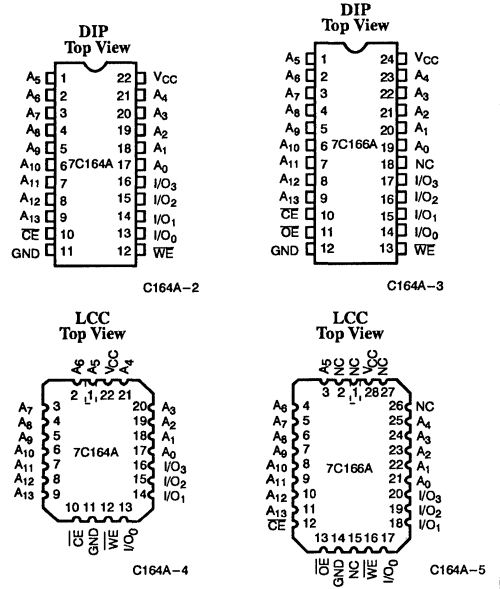 DIP
Top View
A5 1 22 VCC
A6 2 21 A4
A7 3 20 A3
A8 4 19 A2
A9 5 18 A1
A10 6 7C164A 17 A0
A11 7 16 I/O3
A12 8 15 I/O2
A13 9 14 I/O1
CE 10 13 I/O0
GND 11 12 WE
C164A-2
DIP
Top View
A5 1 24 VCC
A6 2 23 A4
A7 3 22 A3
A8 4 21 A2
A9 5 20 A1
A10 6 7C166A 19 A0
A11 7 18 NC
A12 8 17 I/O3
A13 9 16 I/O2
CE 10 15 I/O1
OE 11 14 I/O0
GND 12 13 WE
C164A-3
LCC
Top View
A6 A5 VCC A4
2 1 22 21
A7 3 20 A3
A8 4 19 A2
A9 5 18 A1
A10 6 7C164A 17 A0
A11 7 16 I/O3
A12 8 15 I/O2
A13 9 14 I/O1
10 11 12 13
CE GND WE I/O0
C164A-4
LCC
Top View
A5 NC NC VCC NC
3 2 1 28 27
A6 4 26 NC
A7 5 25 A4
A8 6 24 A3
A9 7 23 A2
A10 8 7C166A 22 A1
A11 9 21 A0
A12 10 20 I/O3
A13 11 19 I/O2
CE 12 18 I/O1
13 14 15 16 17
OE GND NC WE I/O0
C164A-5